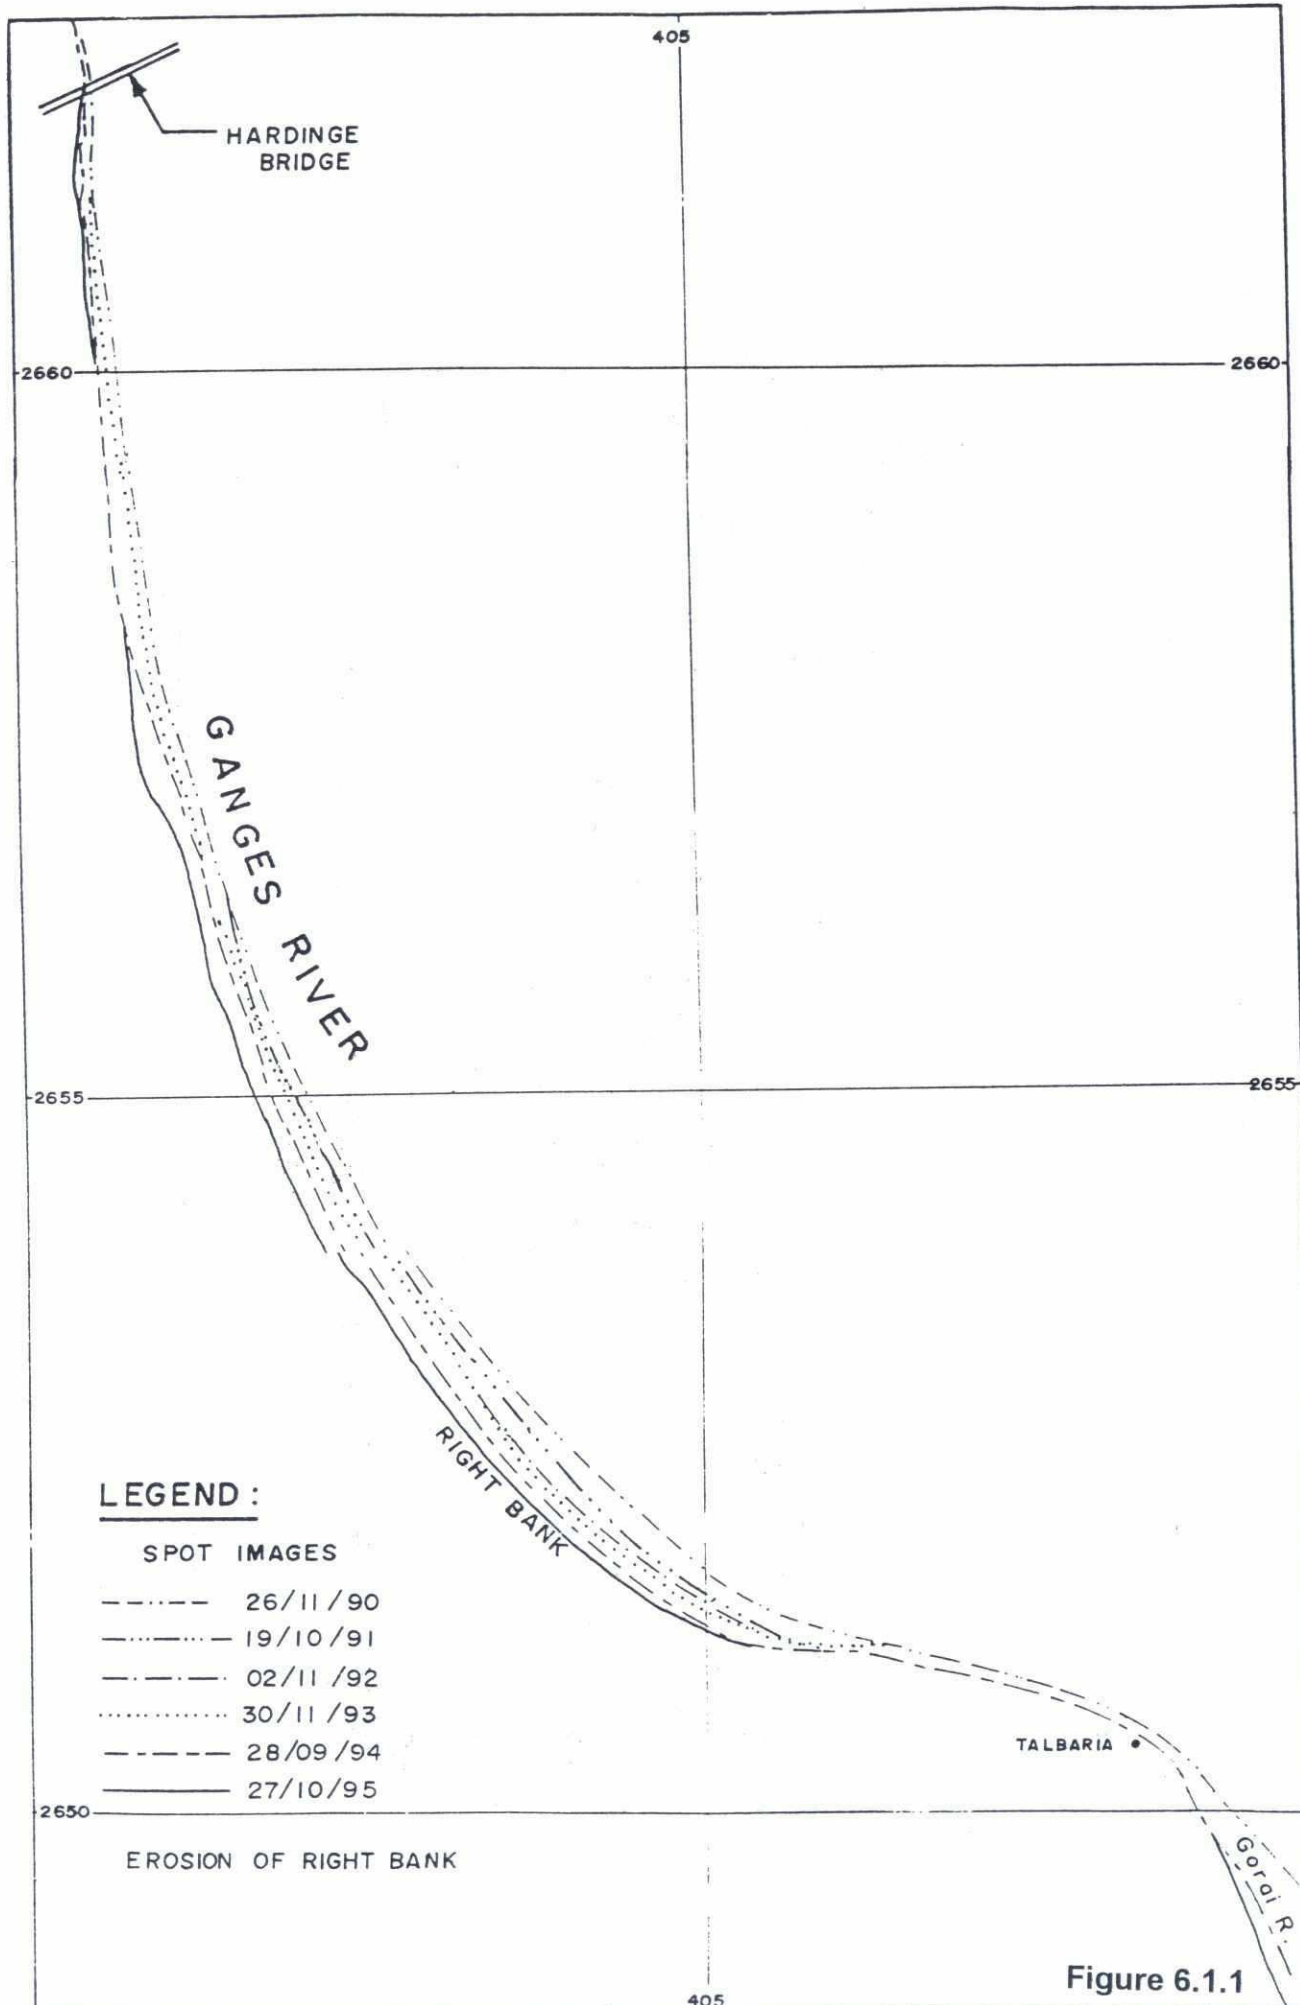 405
HARDINGE
BRIDGE
2660
2660
GANGES RIVER
2655
2655
RIGHT BANK
LEGEND :
SPOT IMAGES
26/11/90
19/10/91
02/11/92
30/11/93
28/09/94
27/10/95
TALBARIA
2650
EROSION OF RIGHT BANK
Gorai R.
Figure 6.1.1
405